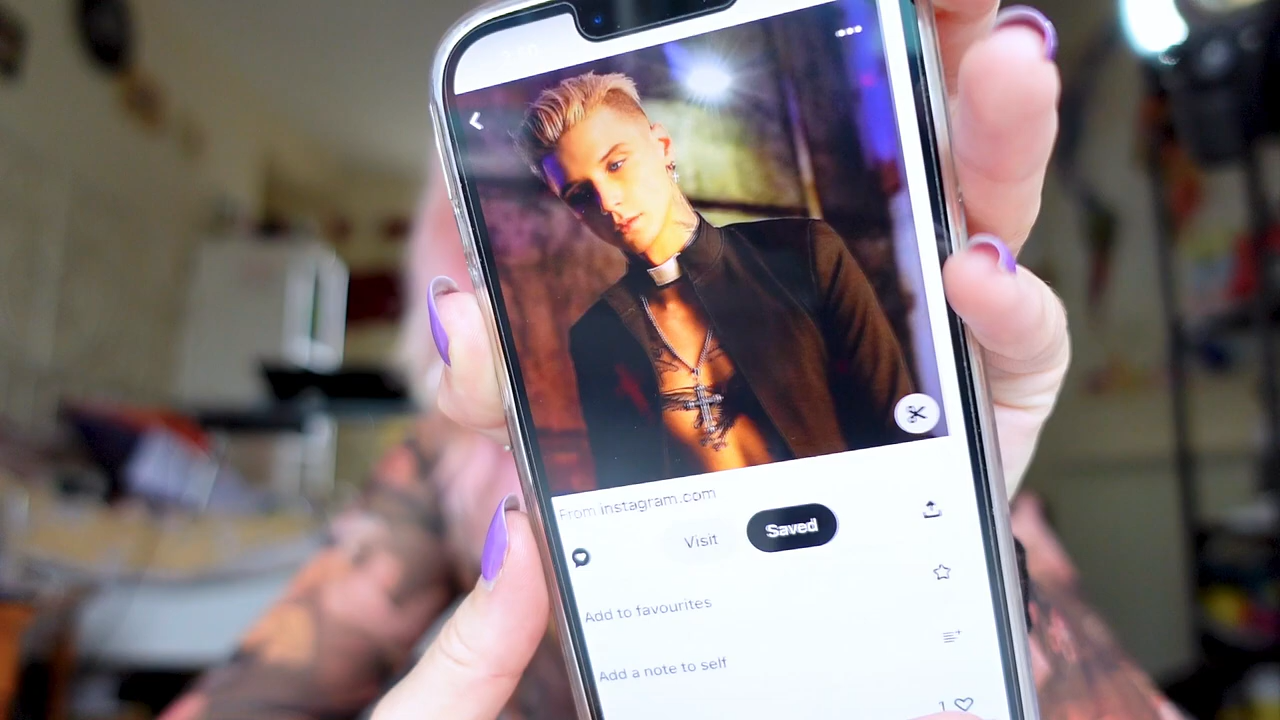 From instagram.com
Visit
Saved
Add to favourites
Add a note to self
1